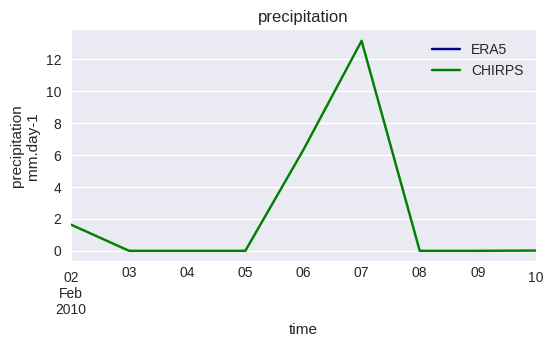 precipitation
ERA5
CHIRPS
precipitation
mm.day-1
12
10
8
6
4
2
0
02 03 04 05 06 07 08 09 10
Feb
2010
time